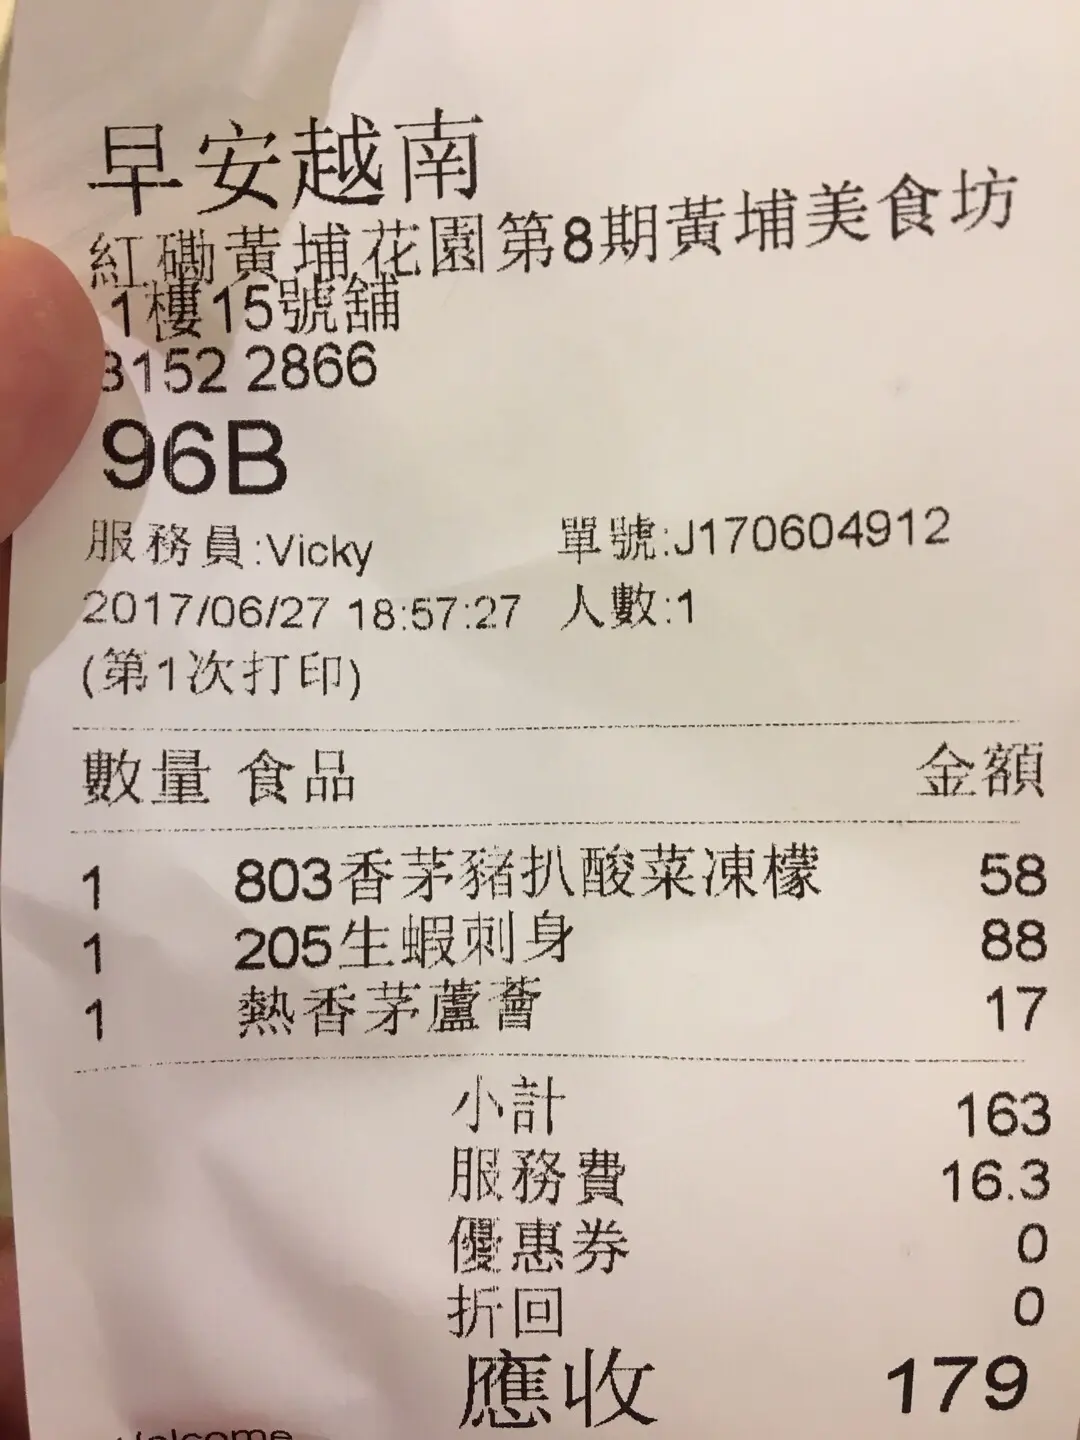 早安越南
紅磡黃埔花園第8期黃埔美食坊
1樓15號舖
3152 2866
96B
服務員:Vicky 單號:J170604912
2017/06/27 18:57:27 人數:1
(第1次打印)
數量 食品 金額
1 803香茅豬扒酸菜凍檬 58
1 205生蝦刺身 88
1 熱香茅蘆薈 17
小計 163
服務費 16.3
優惠券 0
折回 0
應收 179
Welcome